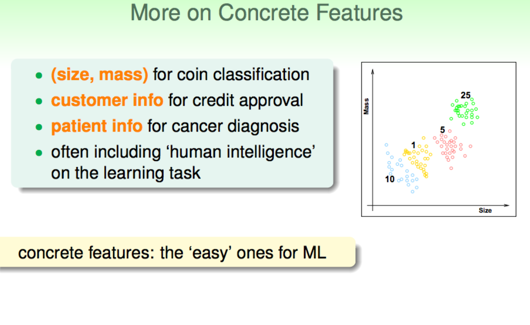 More on Concrete Features
• (size, mass) for coin classification
• customer info for credit approval
• patient info for cancer diagnosis
• often including ‘human intelligence’
on the learning task
25
Mass
5
1
10
Size
concrete features: the ‘easy’ ones for ML